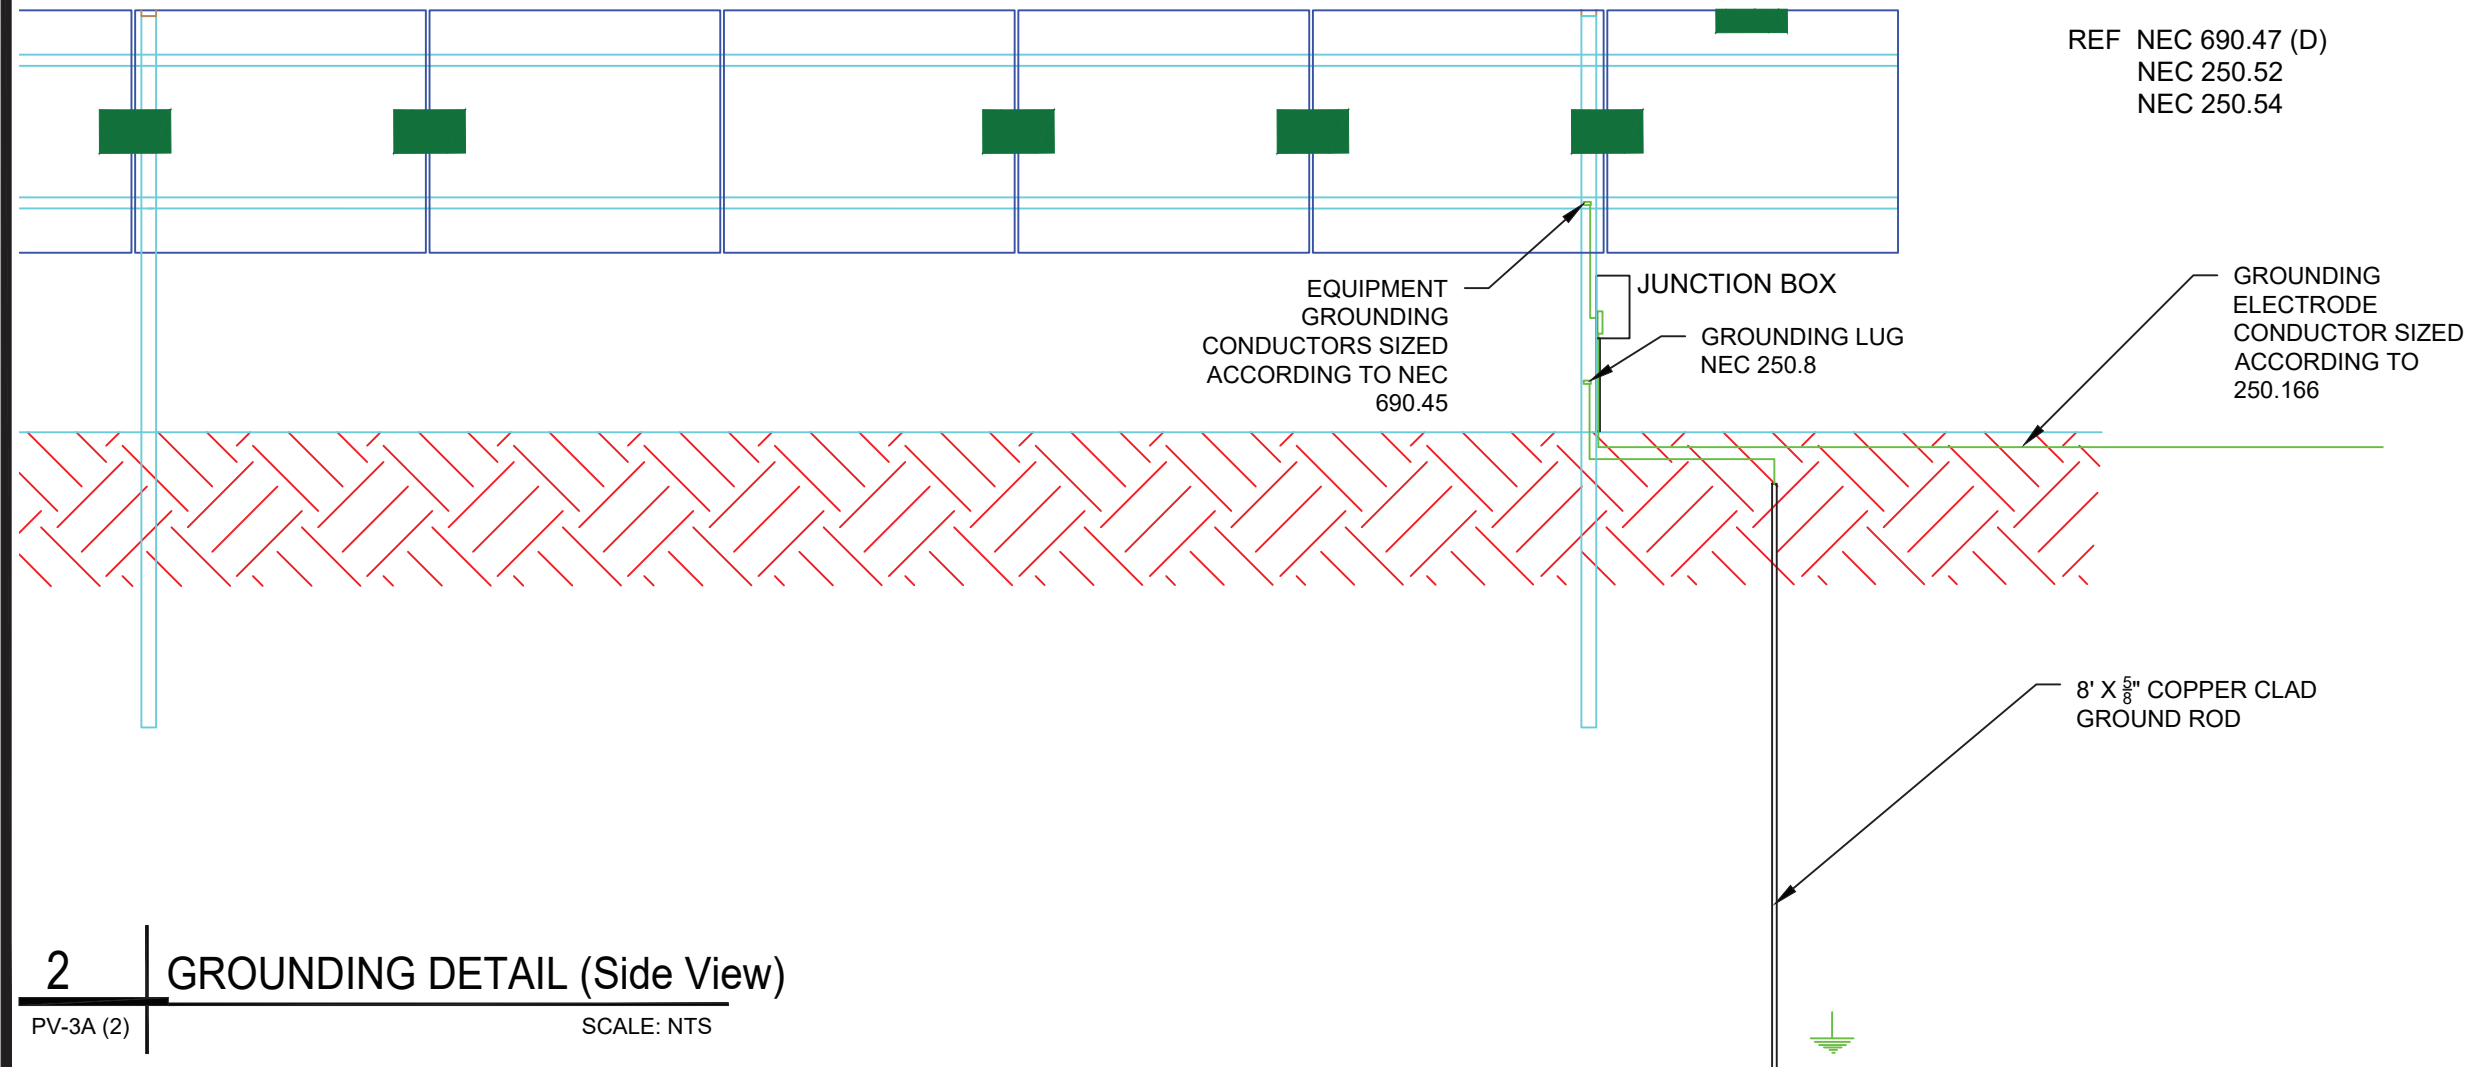 REF NEC 690.47 (D)
NEC 250.52
NEC 250.54
EQUIPMENT
GROUNDING
CONDUCTORS SIZED
ACCORDING TO NEC
690.45
JUNCTION BOX
GROUNDING LUG
NEC 250.8
GROUNDING
ELECTRODE
CONDUCTOR SIZED
ACCORDING TO
250.166
8' X 5/8" COPPER CLAD
GROUND ROD
2
GROUNDING DETAIL (Side View)
PV-3A (2)
SCALE: NTS